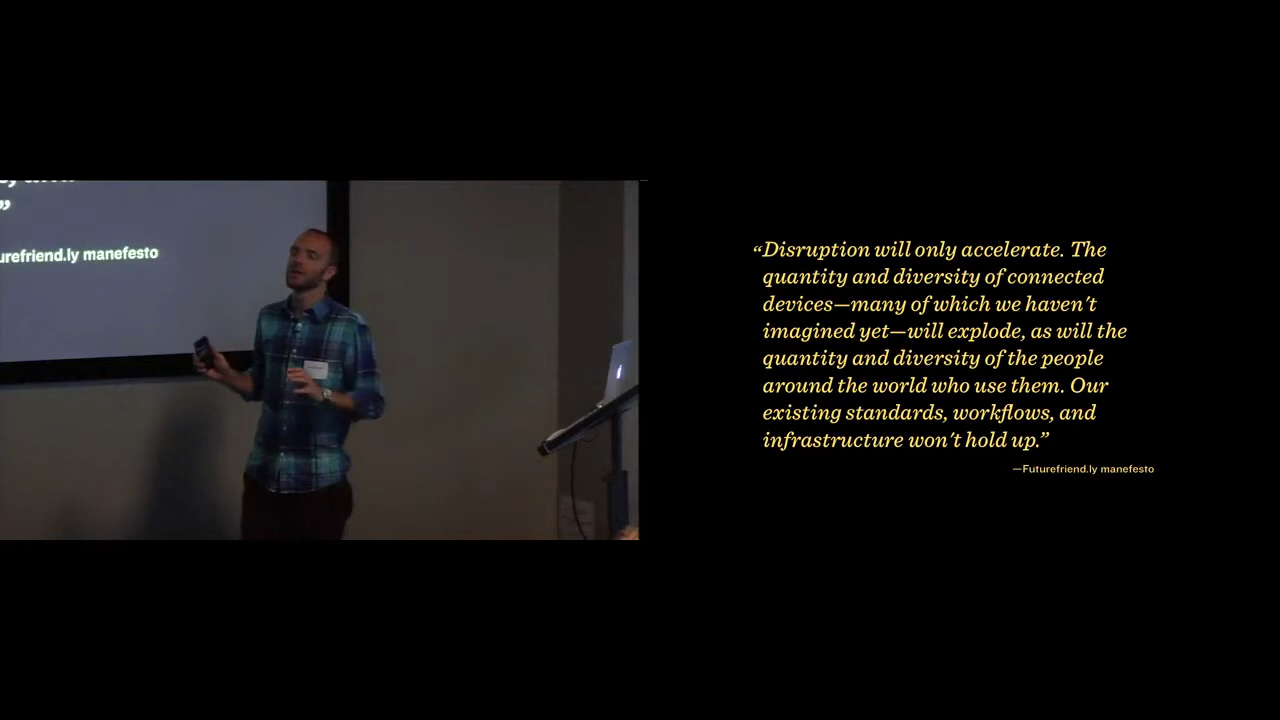 ”
urefriend.ly manefesto
“Disruption will only accelerate. The
quantity and diversity of connected
devices—many of which we haven't
imagined yet—will explode, as will the
quantity and diversity of the people
around the world who use them. Our
existing standards, workflows, and
infrastructure won't hold up.”
—Futurefriend.ly manefesto